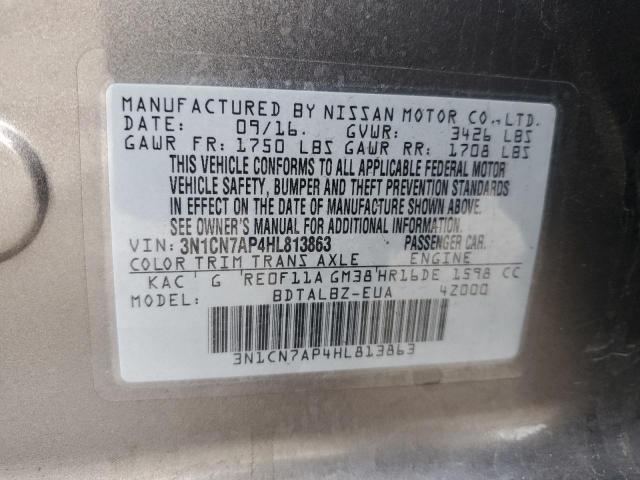 MANUFACTURED BY NISSAN MOTOR CO.,LTD.
DATE: 09/16. GVWR: 3426 LBS
GAWR FR: 1750 LBS GAWR RR: 1708 LBS
THIS VEHICLE CONFORMS TO ALL APPLICABLE FEDERAL MOTOR
VEHICLE SAFETY, BUMPER AND THEFT PREVENTION STANDARDS
IN EFFECT ON THE DATE OF MANUFACTURE SHOWN ABOVE.
SEE OWNER'S MANUAL FOR ADDITIONAL INFORMATION.
VIN: 3N1CN7AP4HL813863 PASSENGER CAR.
COLOR TRIM TRANS AXLE ENGINE
KAC G RE0F11A GM38 HR16DE 1598 CC
MODEL: BDTALBZ-EUA 4Z000
3N1CN7AP4HL813863